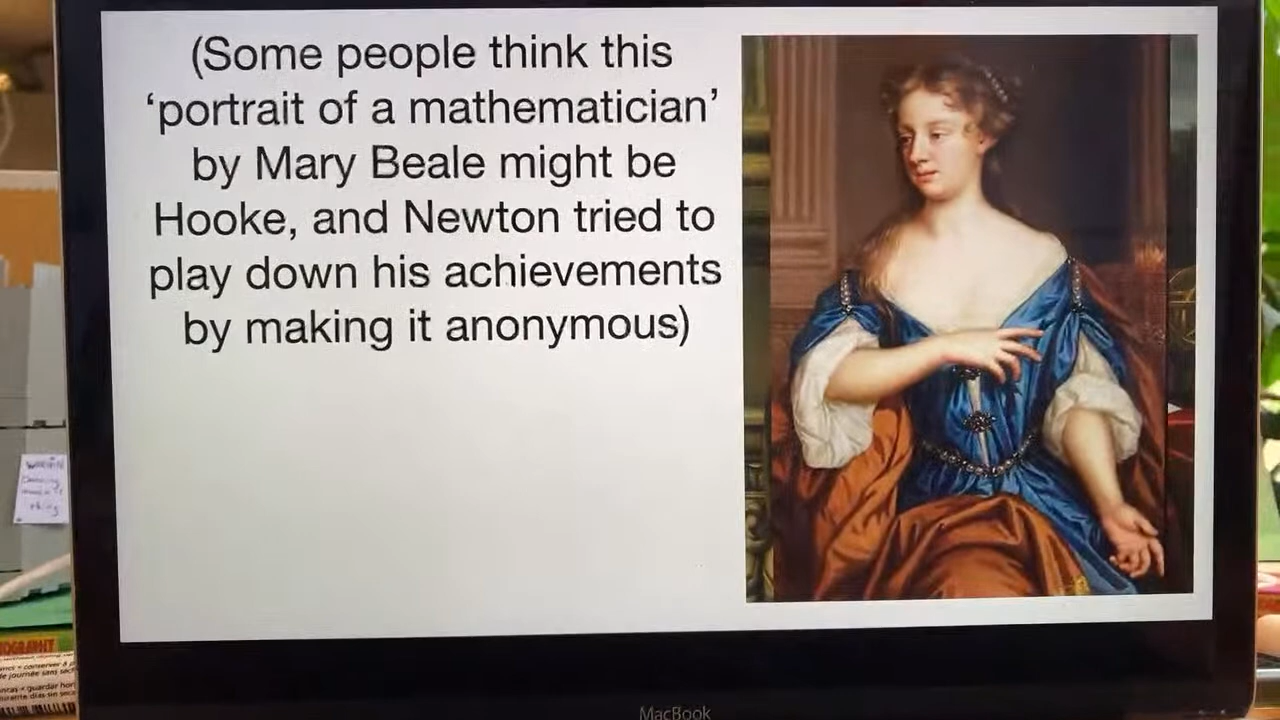 (Some people think this
‘portrait of a mathematician’
by Mary Beale might be
Hooke, and Newton tried to
play down his achievements
by making it anonymous)
MacBook